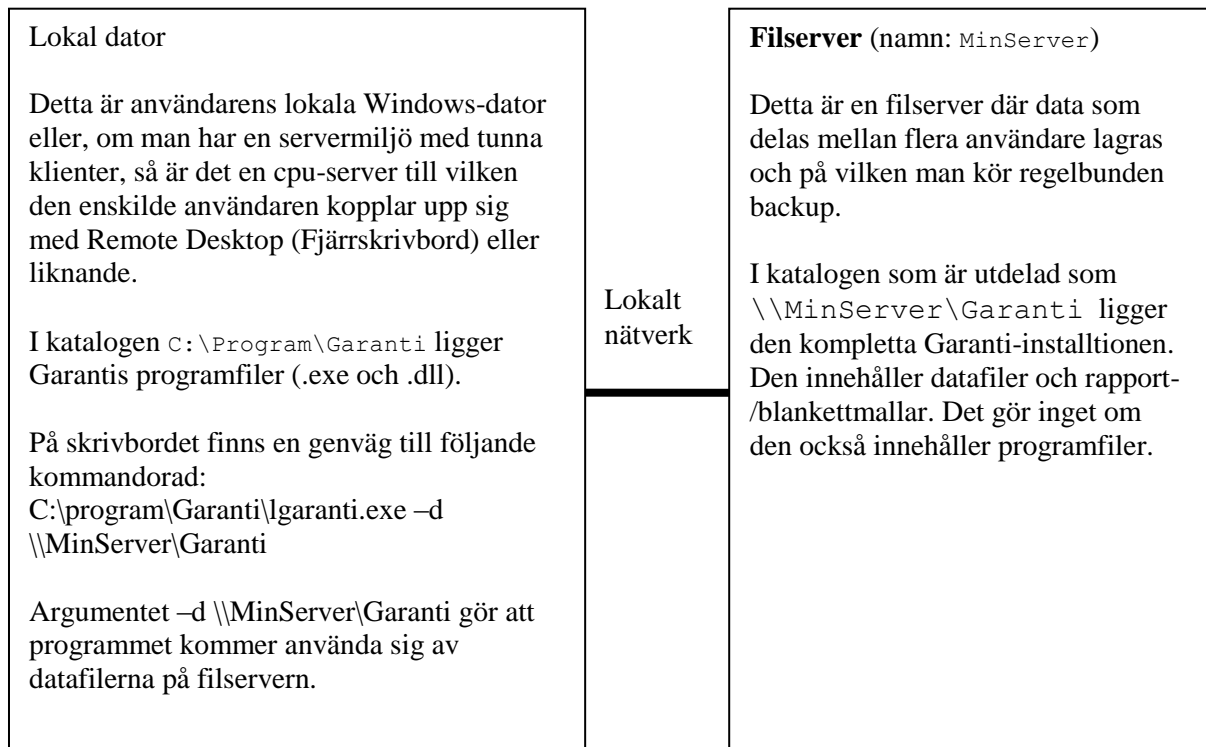 Lokal dator
Detta är användarens lokala Windows-dator
eller, om man har en servermiljö med tunna
klienter, så är det en cpu-server till vilken
den enskilde användaren kopplar upp sig
med Remote Desktop (Fjärrskrivbord) eller
liknande.
I katalogen C:\Program\Garanti ligger
Garantis programfiler (.exe och .dll).
På skrivbordet finns en genväg till följande
kommandorad:
C:\program\Garanti\lgaranti.exe –d
\\MinServer\Garanti
Argumentet –d \\MinServer\Garanti gör att
programmet kommer använda sig av
datafilerna på filservern.
Lokalt
nätverk
Filserver (namn: MinServer)
Detta är en filserver där data som
delas mellan flera användare lagras
och på vilken man kör regelbunden
backup.
I katalogen som är utdelad som
\\MinServer\Garanti ligger
den kompletta Garanti-installtionen.
Den innehåller datafiler och rapport-
/blankettmallar. Det gör inget om
den också innehåller programfiler.